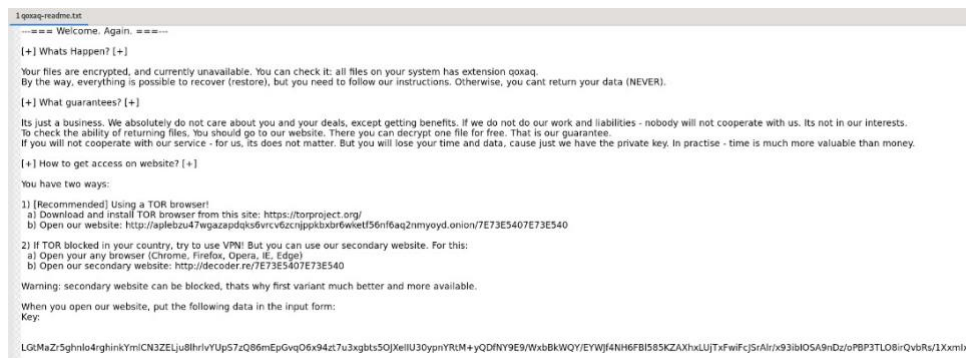 1 qoxaq-readme.txt
---=== Welcome. Again. ===---
[+] Whats Happen? [+]
Your files are encrypted, and currently unavailable. You can check it: all files on your system has extension qoxaq.
By the way, everything is possible to recover (restore), but you need to follow our instructions. Otherwise, you cant return your data (NEVER).
[+] What guarantees? [+]
Its just a business. We absolutely do not care about you and your deals, except getting benefits. If we do not do our work and liabilities - nobody will not cooperate with us. Its not in our interests.
To check the ability of returning files, You should go to our website. There you can decrypt one file for free. That is our guarantee.
If you will not cooperate with our service - for us, its does not matter. But you will lose your time and data, cause just we have the private key. In practise - time is much more valuable than money.
[+] How to get access on website? [+]
You have two ways:
1) [Recommended] Using a TOR browser!
a) Download and install TOR browser from this site: https://torproject.org/
b) Open our website: http://aplebzu47wgazapdqks6vrcv6zcnjppkbxbr6wketf56nf6aq2nmyoyd.onion/7E73E5407E73E540
2) If TOR blocked in your country, try to use VPN! But you can use our secondary website. For this:
a) Open your any browser (Chrome, Firefox, Opera, IE, Edge)
b) Open our secondary website: http://decoder.re/7E73E5407E73E540
Warning: secondary website can be blocked, thats why first variant much better and more available.
When you open our website, put the following data in the input form:
Key: